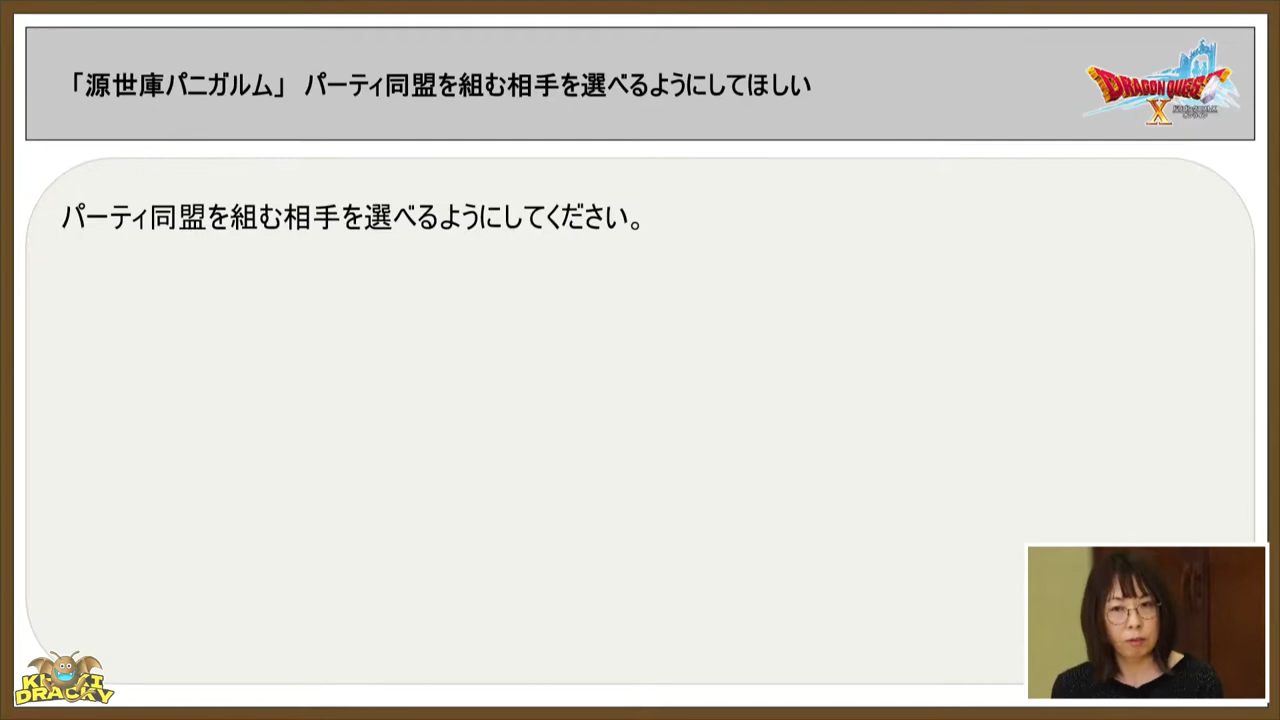 「源世庫パニガルム」 パーティ同盟を組む相手を選べるようにしてほしい
DRAGON QUEST
X
パーティ同盟を組む相手を選べるようにしてください。
DRACKY